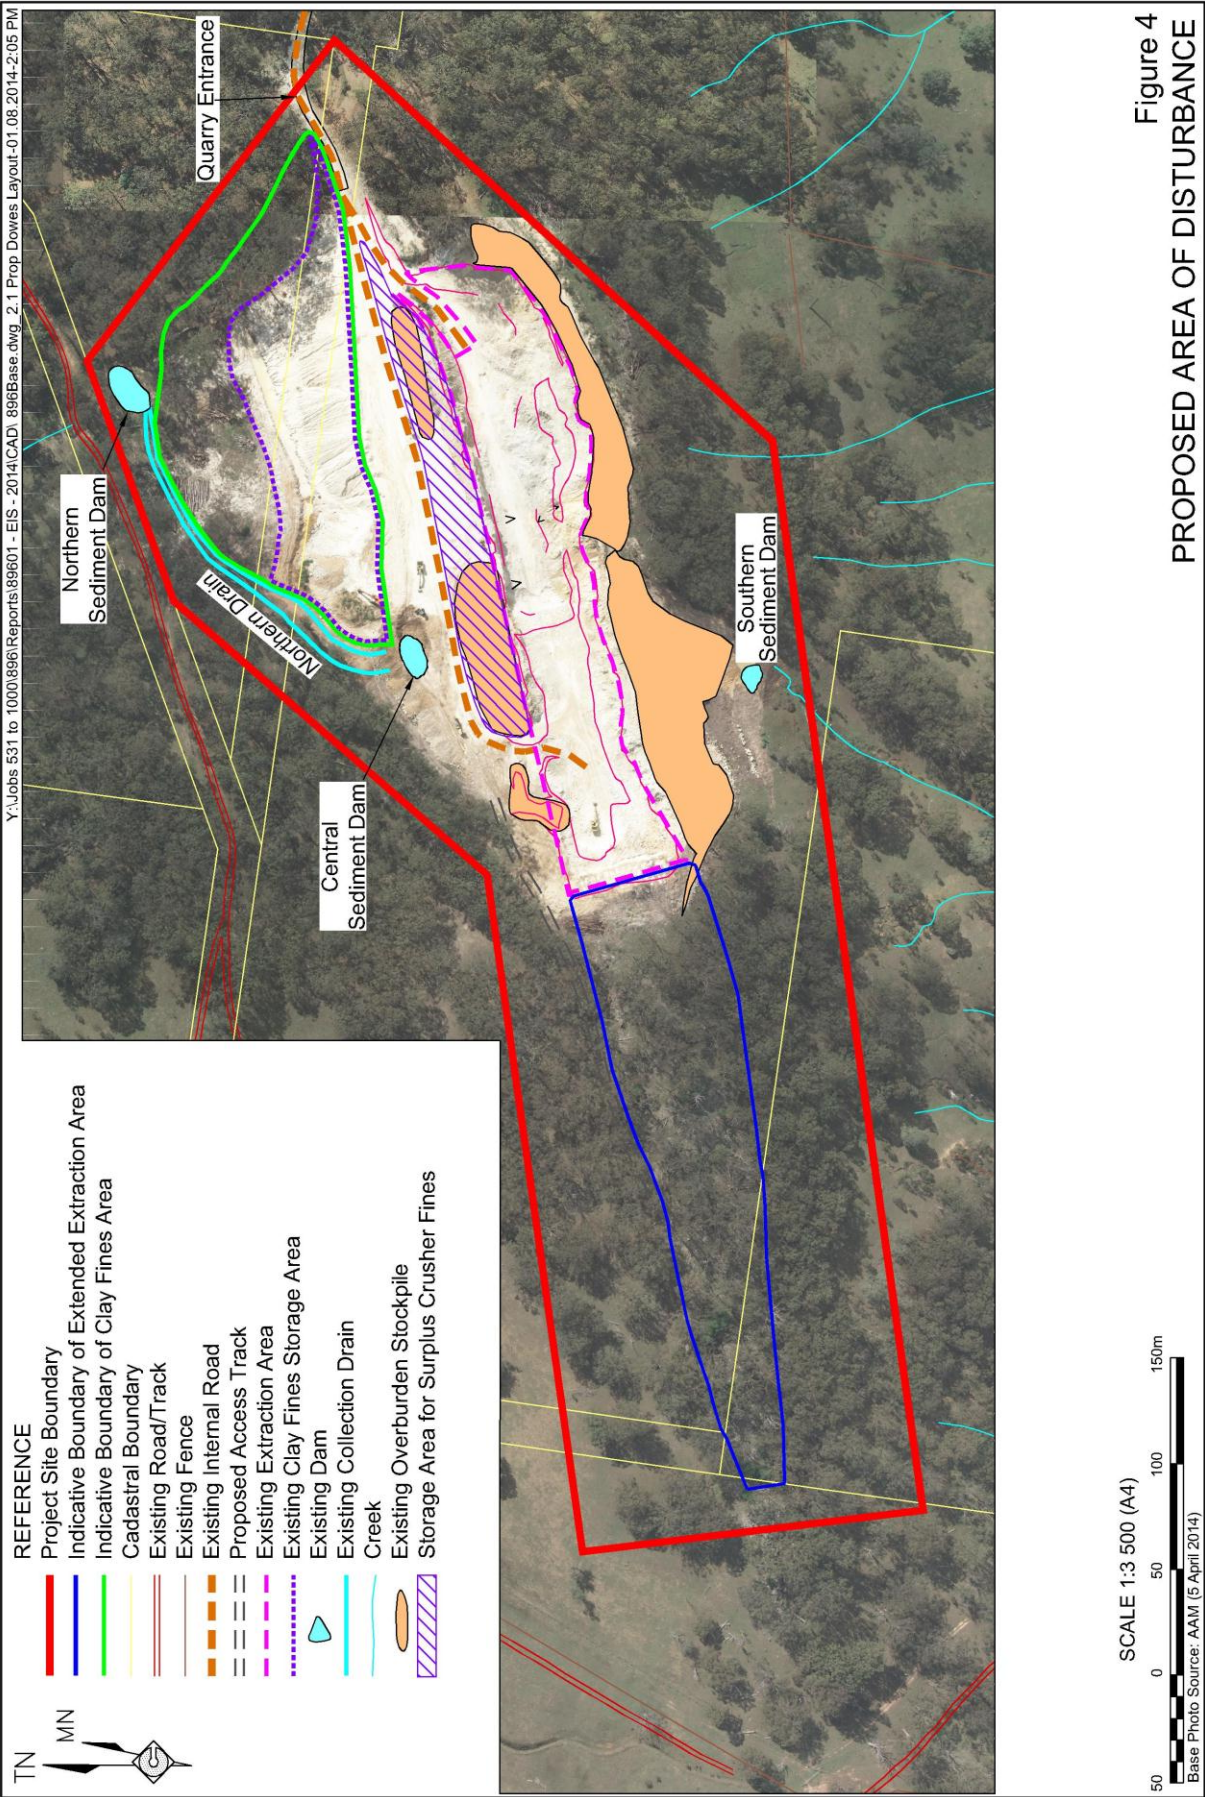 Y:\Jobs 531 to 1000\896\Reports\89601 - EIS - 2014\CAD\ 896Base.dwg_2.1 Prop Dowes Layout-01.08.2014-2:05 PM
TN
MN
REFERENCE
Project Site Boundary
Indicative Boundary of Extended Extraction Area
Indicative Boundary of Clay Fines Area
Cadastral Boundary
Existing Road/Track
Existing Fence
Existing Internal Road
Proposed Access Track
Existing Extraction Area
Existing Clay Fines Storage Area
Existing Dam
Existing Collection Drain
Creek
Existing Overburden Stockpile
Storage Area for Surplus Crusher Fines
Northern
Sediment Dam
Quarry Entrance
Northern Drain
Central
Sediment Dam
Southern
Sediment Dam
SCALE 1:3 500 (A4)
50 0 50 100 150m
Base Photo Source: AAM (5 April 2014)
Figure 4
PROPOSED AREA OF DISTURBANCE